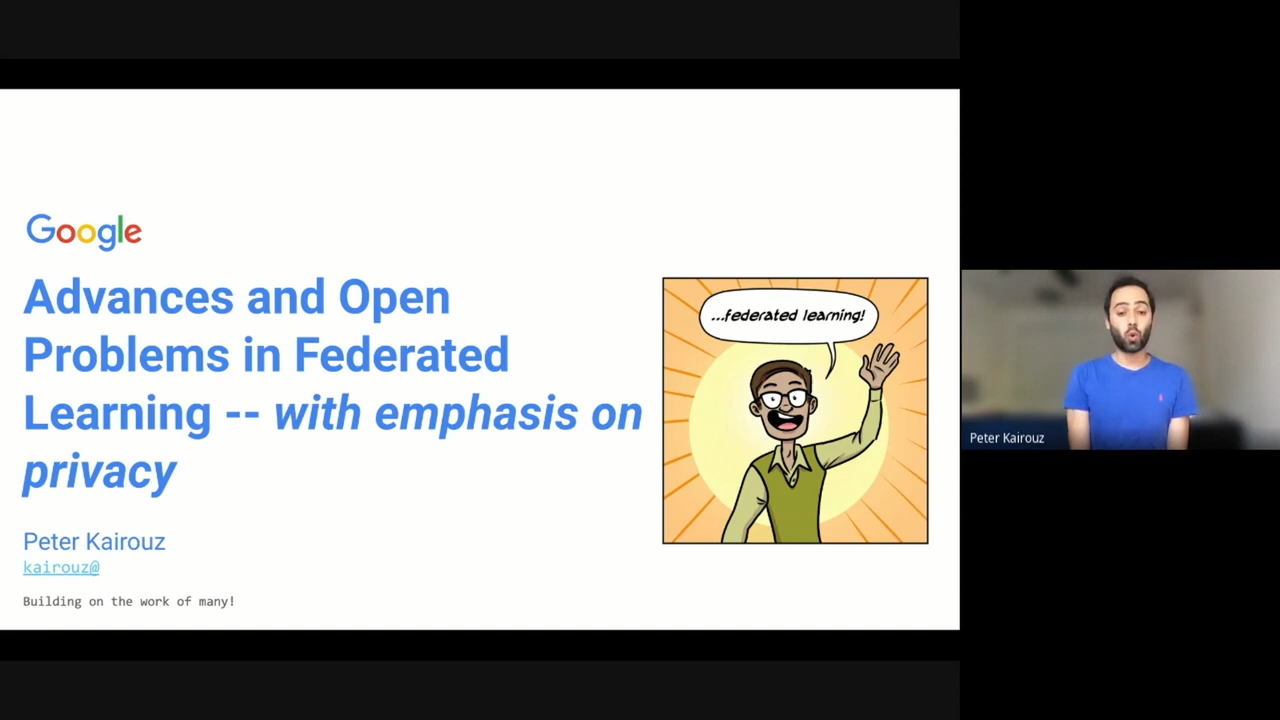 Google
Advances and Open
Problems in Federated
Learning -- with emphasis on
privacy
Peter Kairouz
kairouz@
Building on the work of many!
...federated learning!
Peter Kairouz